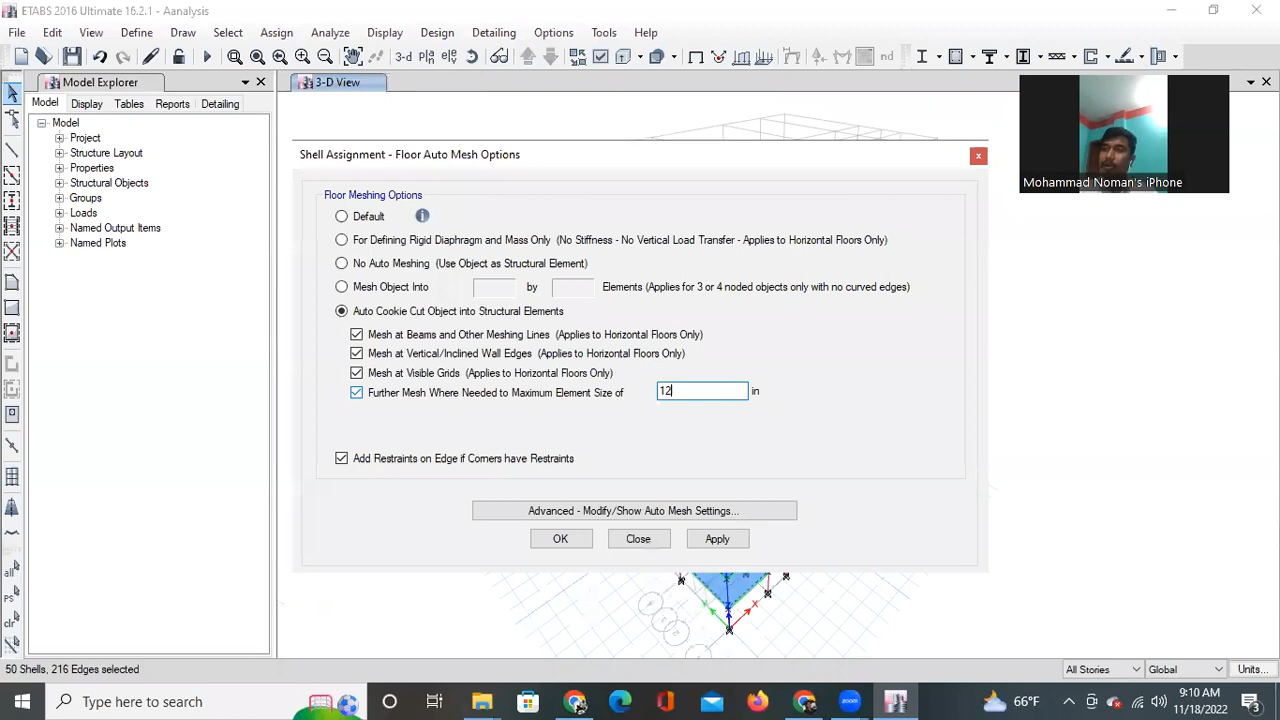 ETABS 2016 Ultimate 16.2.1 - Aanalysis
File Edit View Define Draw Select Assign Analyze Display Design Detailing Options Tools Help
3-d pla ele nd
Model Explorer
3-D View
Model Display Tables Reports Detailing
Model
Project
Structure Layout
Properties
Structural Objects
Groups
Loads
Named Output Items
Named Plots
Mohammad Noman's iPhone
Shell Assignment - Floor Auto Mesh Options
Floor Meshing Options
Default
For Defining Rigid Diaphragm and Mass Only (No Stiffness - No Vertical Load Transfer - Applies to Horizontal Floors Only)
No Auto Meshing (Use Object as Structural Element)
Mesh Object Into by Elements (Applies for 3 or 4 noded objects only with no curved edges)
Auto Cookie Cut Object into Structural Elements
Mesh at Beams and Other Meshing Lines (Applies to Horizontal Floors Only)
Mesh at Vertical/Inclined Wall Edges (Applies to Horizontal Floors Only)
Mesh at Visible Grids (Applies to Horizontal Floors Only)
Further Mesh Where Needed to Maximum Element Size of 12 in
Add Restraints on Edge if Corners have Restraints
Advanced - Modify/Show Auto Mesh Settings...
OK Close Apply
X
all
PS
clr
50 Shells, 216 Edges selected
All Stories Global Units...
Type here to search
66°F
9:10 AM
11/18/2022
3